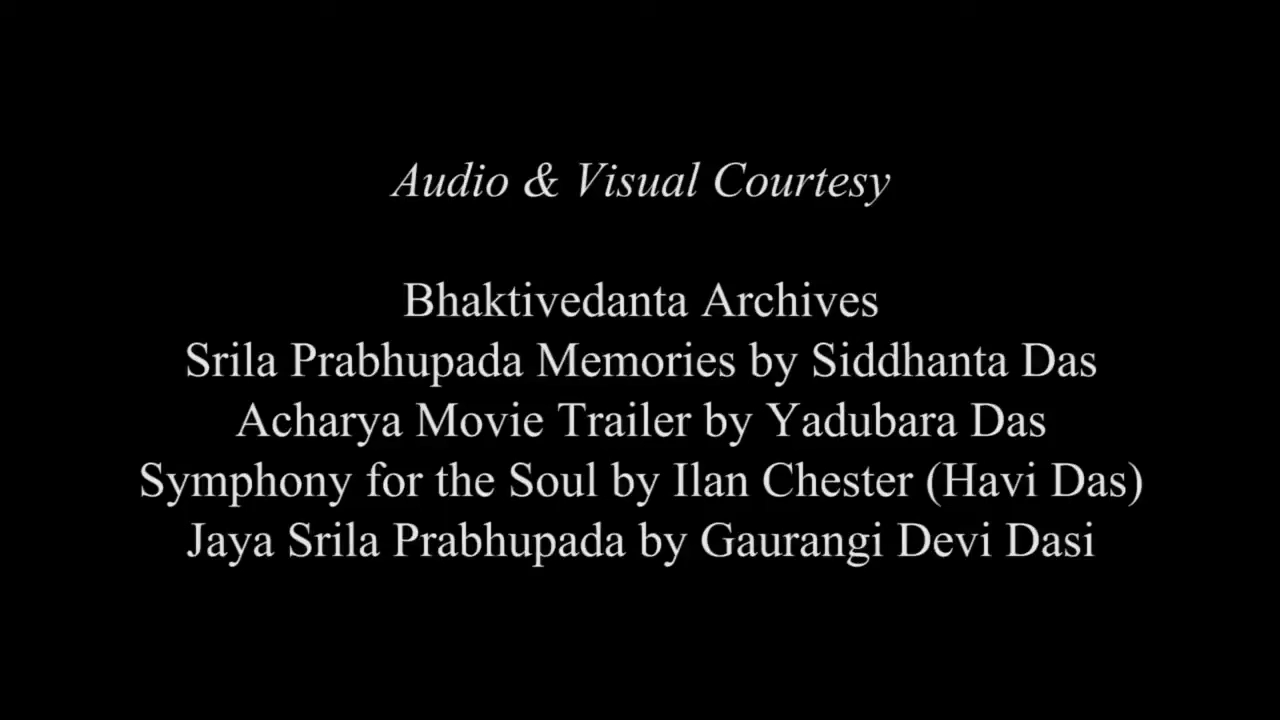 Audio & Visual Courtesy
Bhaktivedanta Archives
Srila Prabhupada Memories by Siddhanta Das
Acharya Movie Trailer by Yadubara Das
Symphony for the Soul by Ilan Chester (Havi Das)
Jaya Srila Prabhupada by Gaurangi Devi Dasi